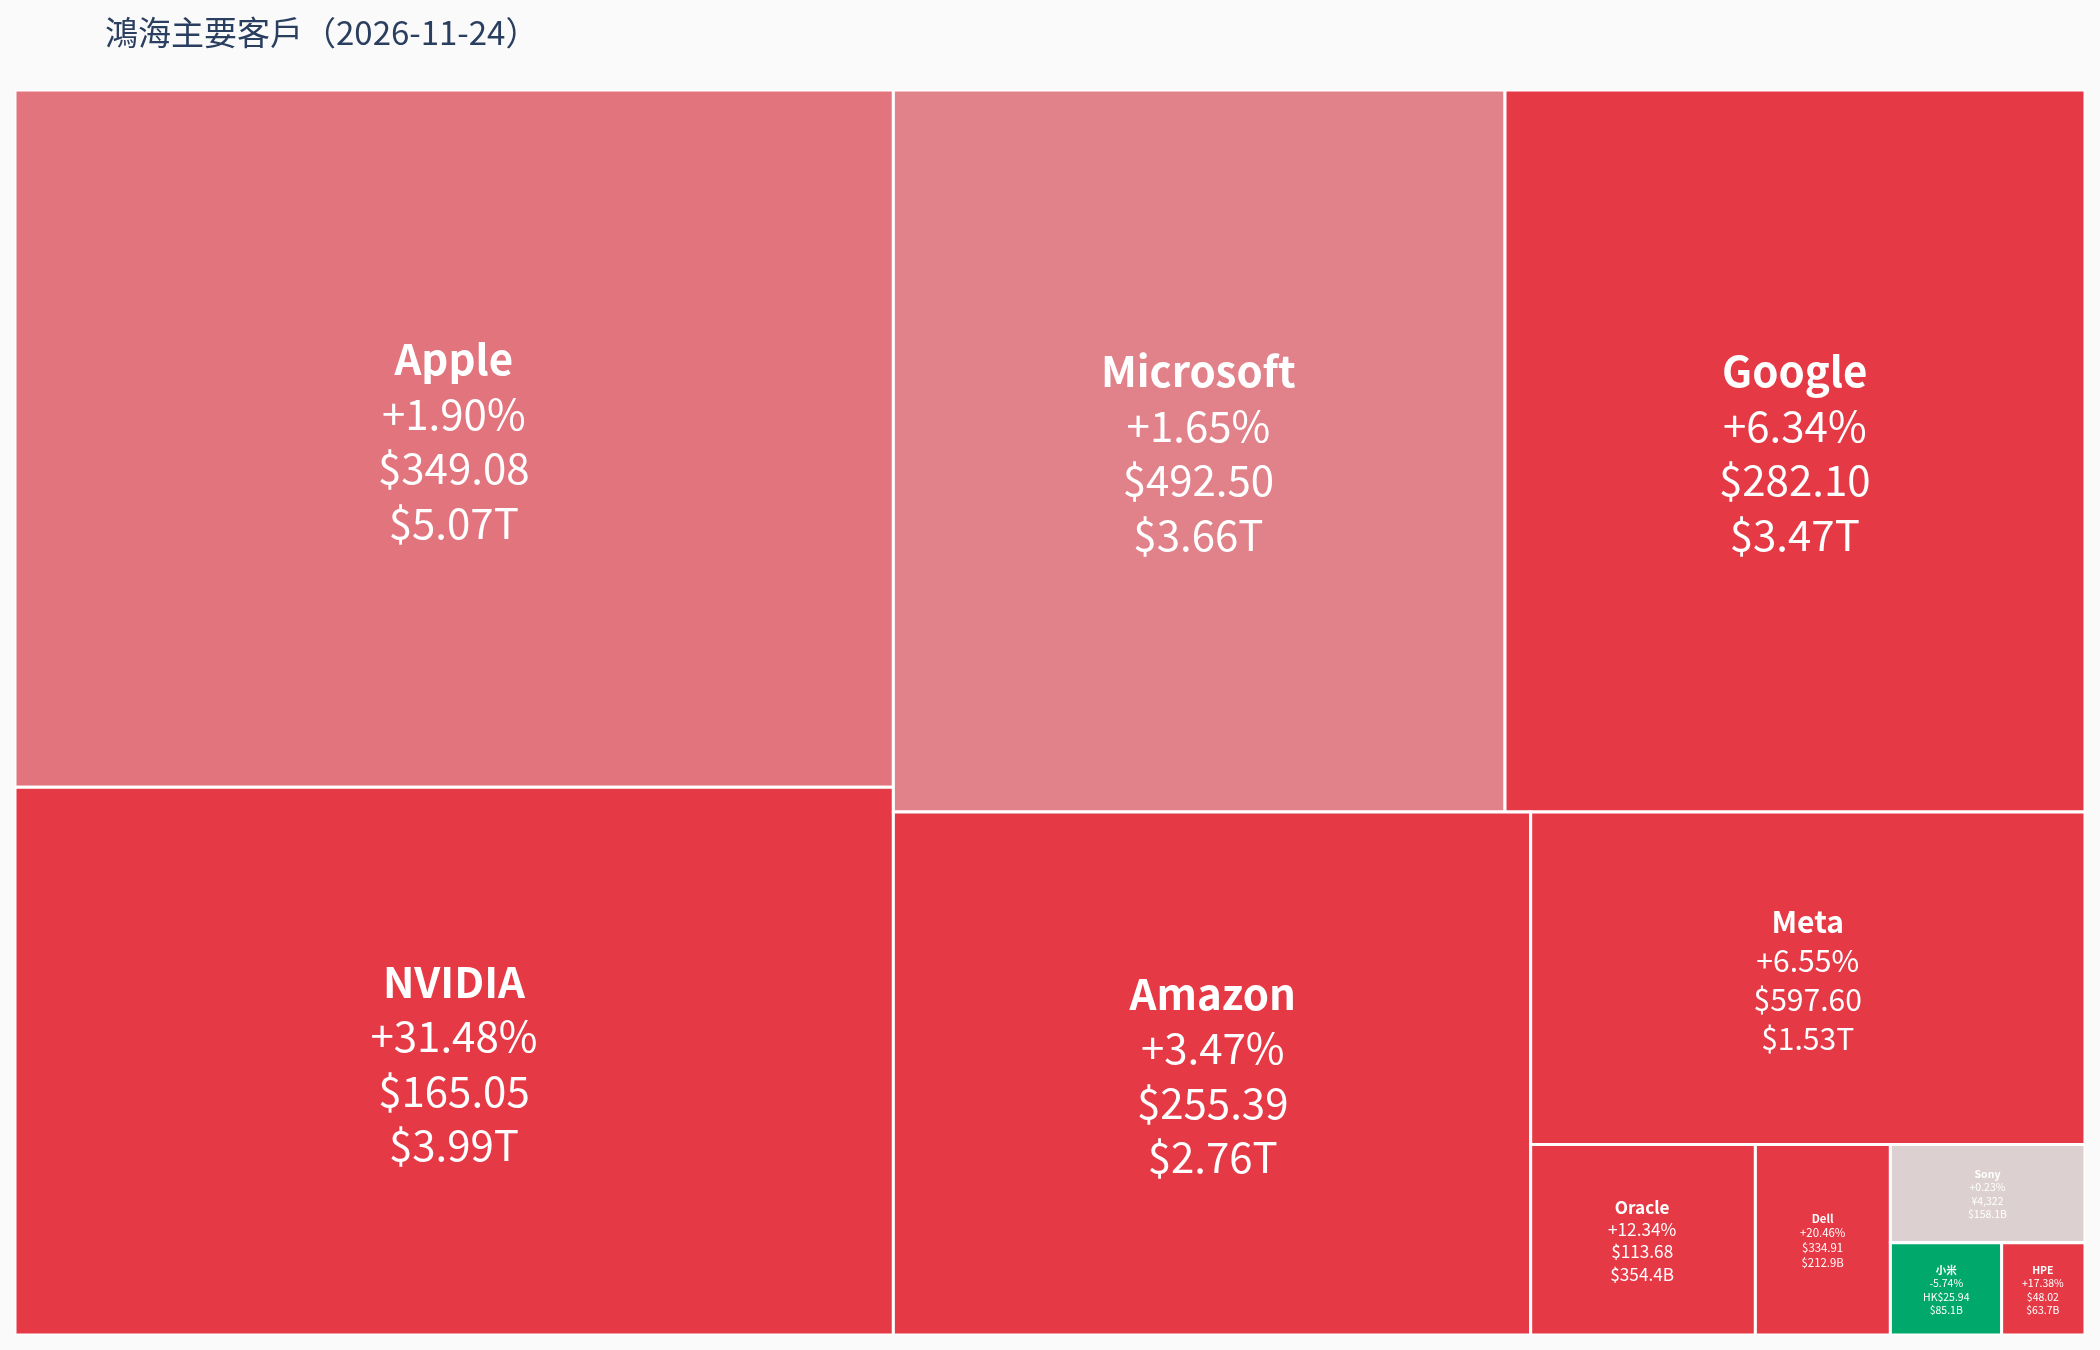 鴻海主要客戶（2026-11-24）
Apple
+1.90%
$349.08
$5.07T
Microsoft
+1.65%
$492.50
$3.66T
Google
+6.34%
$282.10
$3.47T
NVIDIA
+31.48%
$165.05
$3.99T
Amazon
+3.47%
$255.39
$2.76T
Meta
+6.55%
$597.60
$1.53T
Oracle
+12.34%
$113.68
$354.4B
Dell
+20.46%
$334.91
$212.9B
Sony
+0.23%
¥4,322
$158.1B
小米
-5.74%
HK$25.94
$85.1B
HPE
+17.38%
$48.02
$63.7B